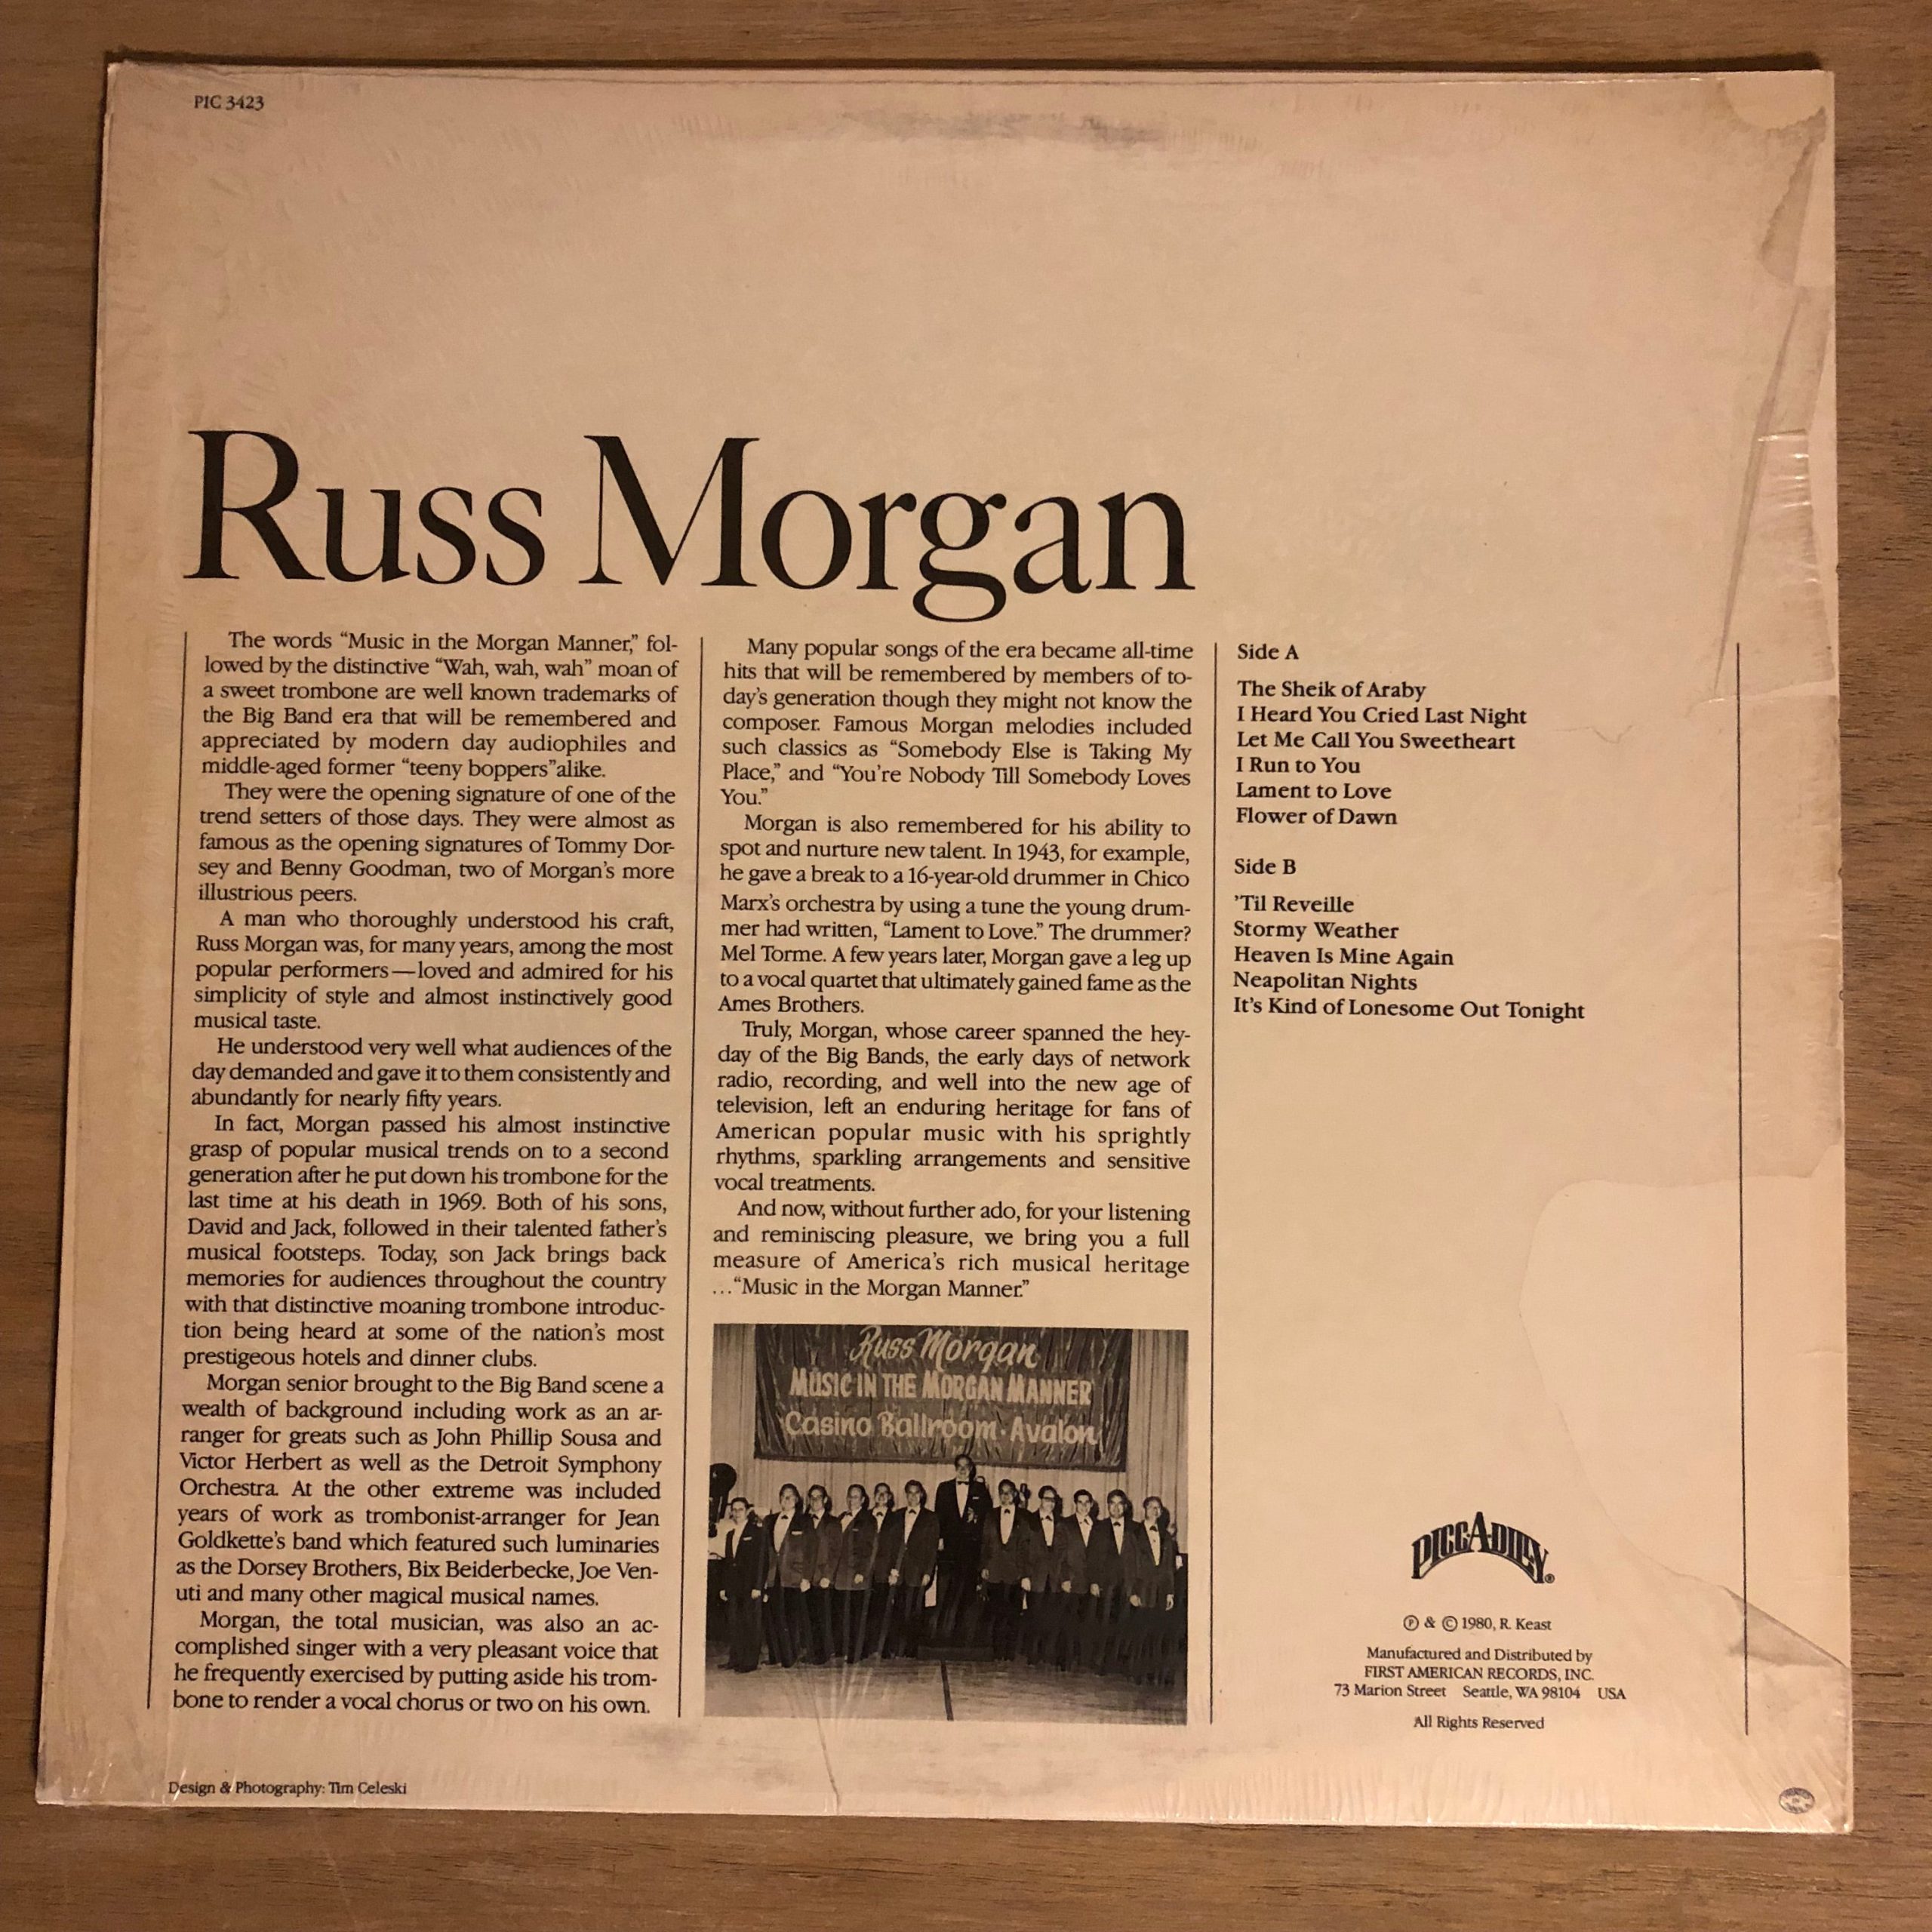 PIC 3423
Russ Morgan
The words “Music in the Morgan Manner,” fol-
lowed by the distinctive “Wah, wah, wah” moan of
a sweet trombone are well known trademarks of
the Big Band era that will be remembered and
appreciated by modern day audiophiles and
middle-aged former “teeny boppers”alike.
They were the opening signature of one of the
trend setters of those days. They were almost as
famous as the opening signatures of Tommy Dor-
sey and Benny Goodman, two of Morgan’s more
illustrious peers.
A man who thoroughly understood his craft,
Russ Morgan was, for many years, among the most
popular performers—loved and admired for his
simplicity of style and almost instinctively good
musical taste.
He understood very well what audiences of the
day demanded and gave it to them consistently and
abundantly for nearly fifty years.
In fact, Morgan passed his almost instinctive
grasp of popular musical trends on to a second
generation after he put down his trombone for the
last time at his death in 1969. Both of his sons,
David and Jack, followed in their talented father’s
musical footsteps. Today, son Jack brings back
memories for audiences throughout the country
with that distinctive moaning trombone introduc-
tion being heard at some of the nation’s most
prestigeous hotels and dinner clubs.
Morgan senior brought to the Big Band scene a
wealth of background including work as an ar-
ranger for greats such as John Phillip Sousa and
Victor Herbert as well as the Detroit Symphony
Orchestra. At the other extreme was included
years of work as trombonist-arranger for Jean
Goldkette’s band which featured such luminaries
as the Dorsey Brothers, Bix Beiderbecke, Joe Ven-
uti and many other magical musical names.
Morgan, the total musician, was also an ac-
complished singer with a very pleasant voice that
he frequently exercised by putting aside his trom-
bone to render a vocal chorus or two on his own.
Many popular songs of the era became all-time
hits that will be remembered by members of to-
day’s generation though they might not know the
composer. Famous Morgan melodies included
such classics as “Somebody Else is Taking My
Place,” and “You’re Nobody Till Somebody Loves
You.”
Morgan is also remembered for his ability to
spot and nurture new talent. In 1943, for example,
he gave a break to a 16-year-old drummer in Chico
Marx’s orchestra by using a tune the young drum-
mer had written, “Lament to Love.” The drummer?
Mel Torme. A few years later, Morgan gave a leg up
to a vocal quartet that ultimately gained fame as the
Ames Brothers.
Truly, Morgan, whose career spanned the hey-
day of the Big Bands, the early days of network
radio, recording, and well into the new age of
television, left an enduring heritage for fans of
American popular music with his sprightly
rhythms, sparkling arrangements and sensitive
vocal treatments.
And now, without further ado, for your listening
and reminiscing pleasure, we bring you a full
measure of America’s rich musical heritage
...“Music in the Morgan Manner.”
Russ Morgan
MUSIC IN THE MORGAN MANNER
Casino Ballroom · Avalon
Side A
The Sheik of Araby
I Heard You Cried Last Night
Let Me Call You Sweetheart
I Run to You
Lament to Love
Flower of Dawn
Side B
’Til Reveille
Stormy Weather
Heaven Is Mine Again
Neapolitan Nights
It’s Kind of Lonesome Out Tonight
PICCADILLY®
Ⓟ & © 1980, R. Keast
Manufactured and Distributed by
FIRST AMERICAN RECORDS, INC.
73 Marion Street Seattle, WA 98104 USA
All Rights Reserved
Design & Photography: Tim Celeski